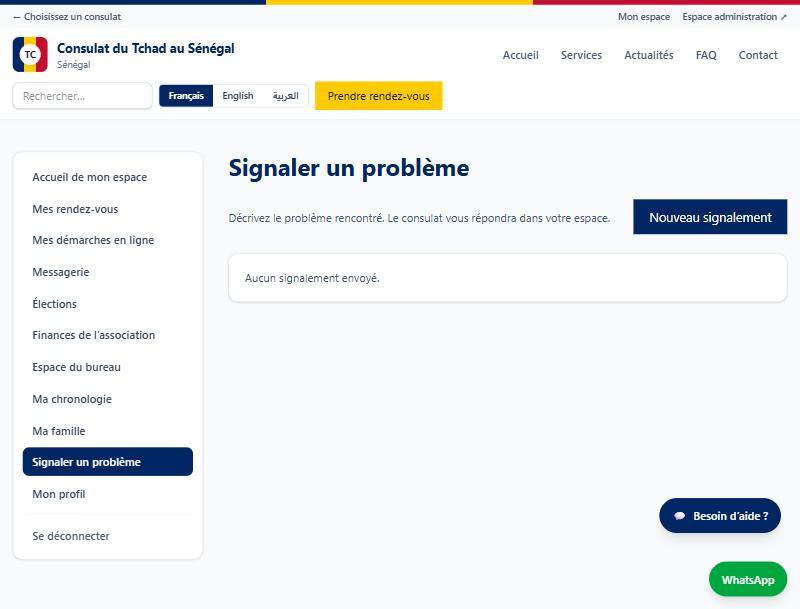 ← Choisissez un consulat
Mon espace
Espace administration ↗
TC
Consulat du Tchad au Sénégal
Sénégal
Accueil
Services
Actualités
FAQ
Contact
Rechercher...
Français
English
العربية
Prendre rendez-vous
Accueil de mon espace
Mes rendez-vous
Mes démarches en ligne
Messagerie
Élections
Finances de l'association
Espace du bureau
Ma chronologie
Ma famille
Signaler un problème
Mon profil
Se déconnecter
Signaler un problème
Décrivez le problème rencontré. Le consulat vous répondra dans votre espace.
Nouveau signalement
Aucun signalement envoyé.
Besoin d'aide ?
WhatsApp